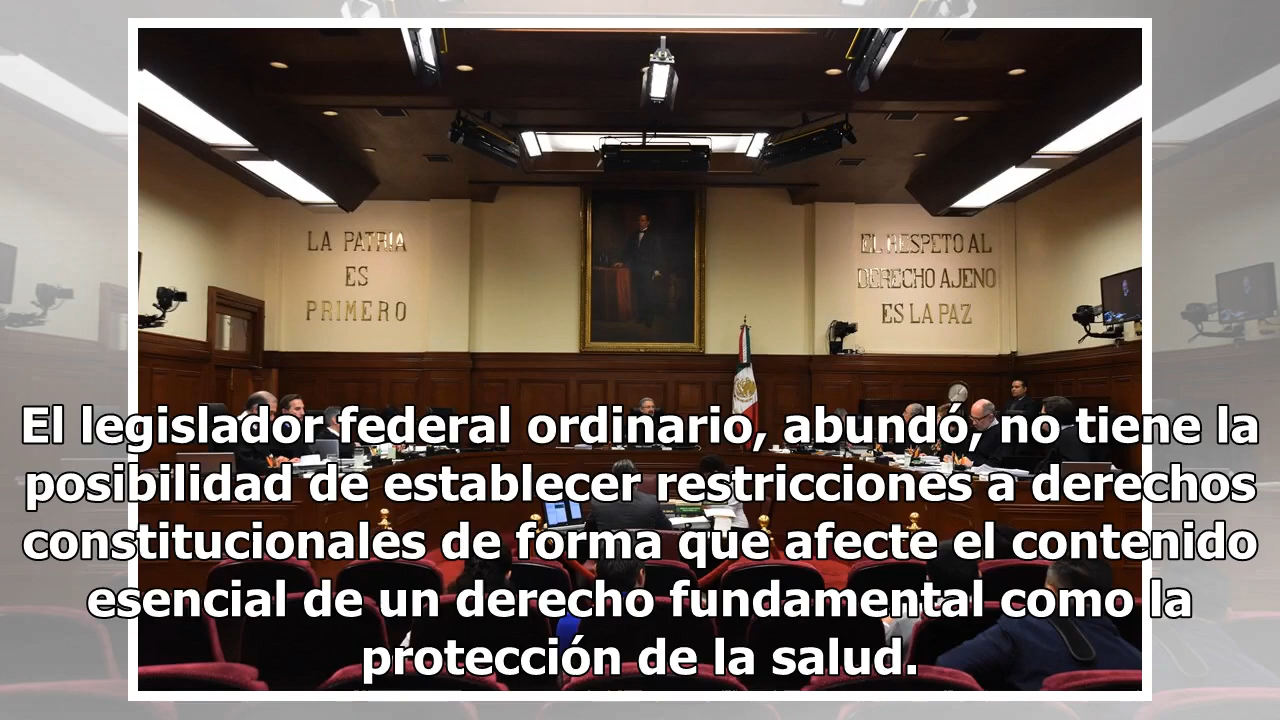 LA PATRIA
ES
PRIMERO
EL RESPETO AL
DERECHO AJENO
ES LA PAZ
El legislador federal ordinario, abundó, no tiene la
posibilidad de establecer restricciones a derechos
constitucionales de forma que afecte el contenido
esencial de un derecho fundamental como la
protección de la salud.